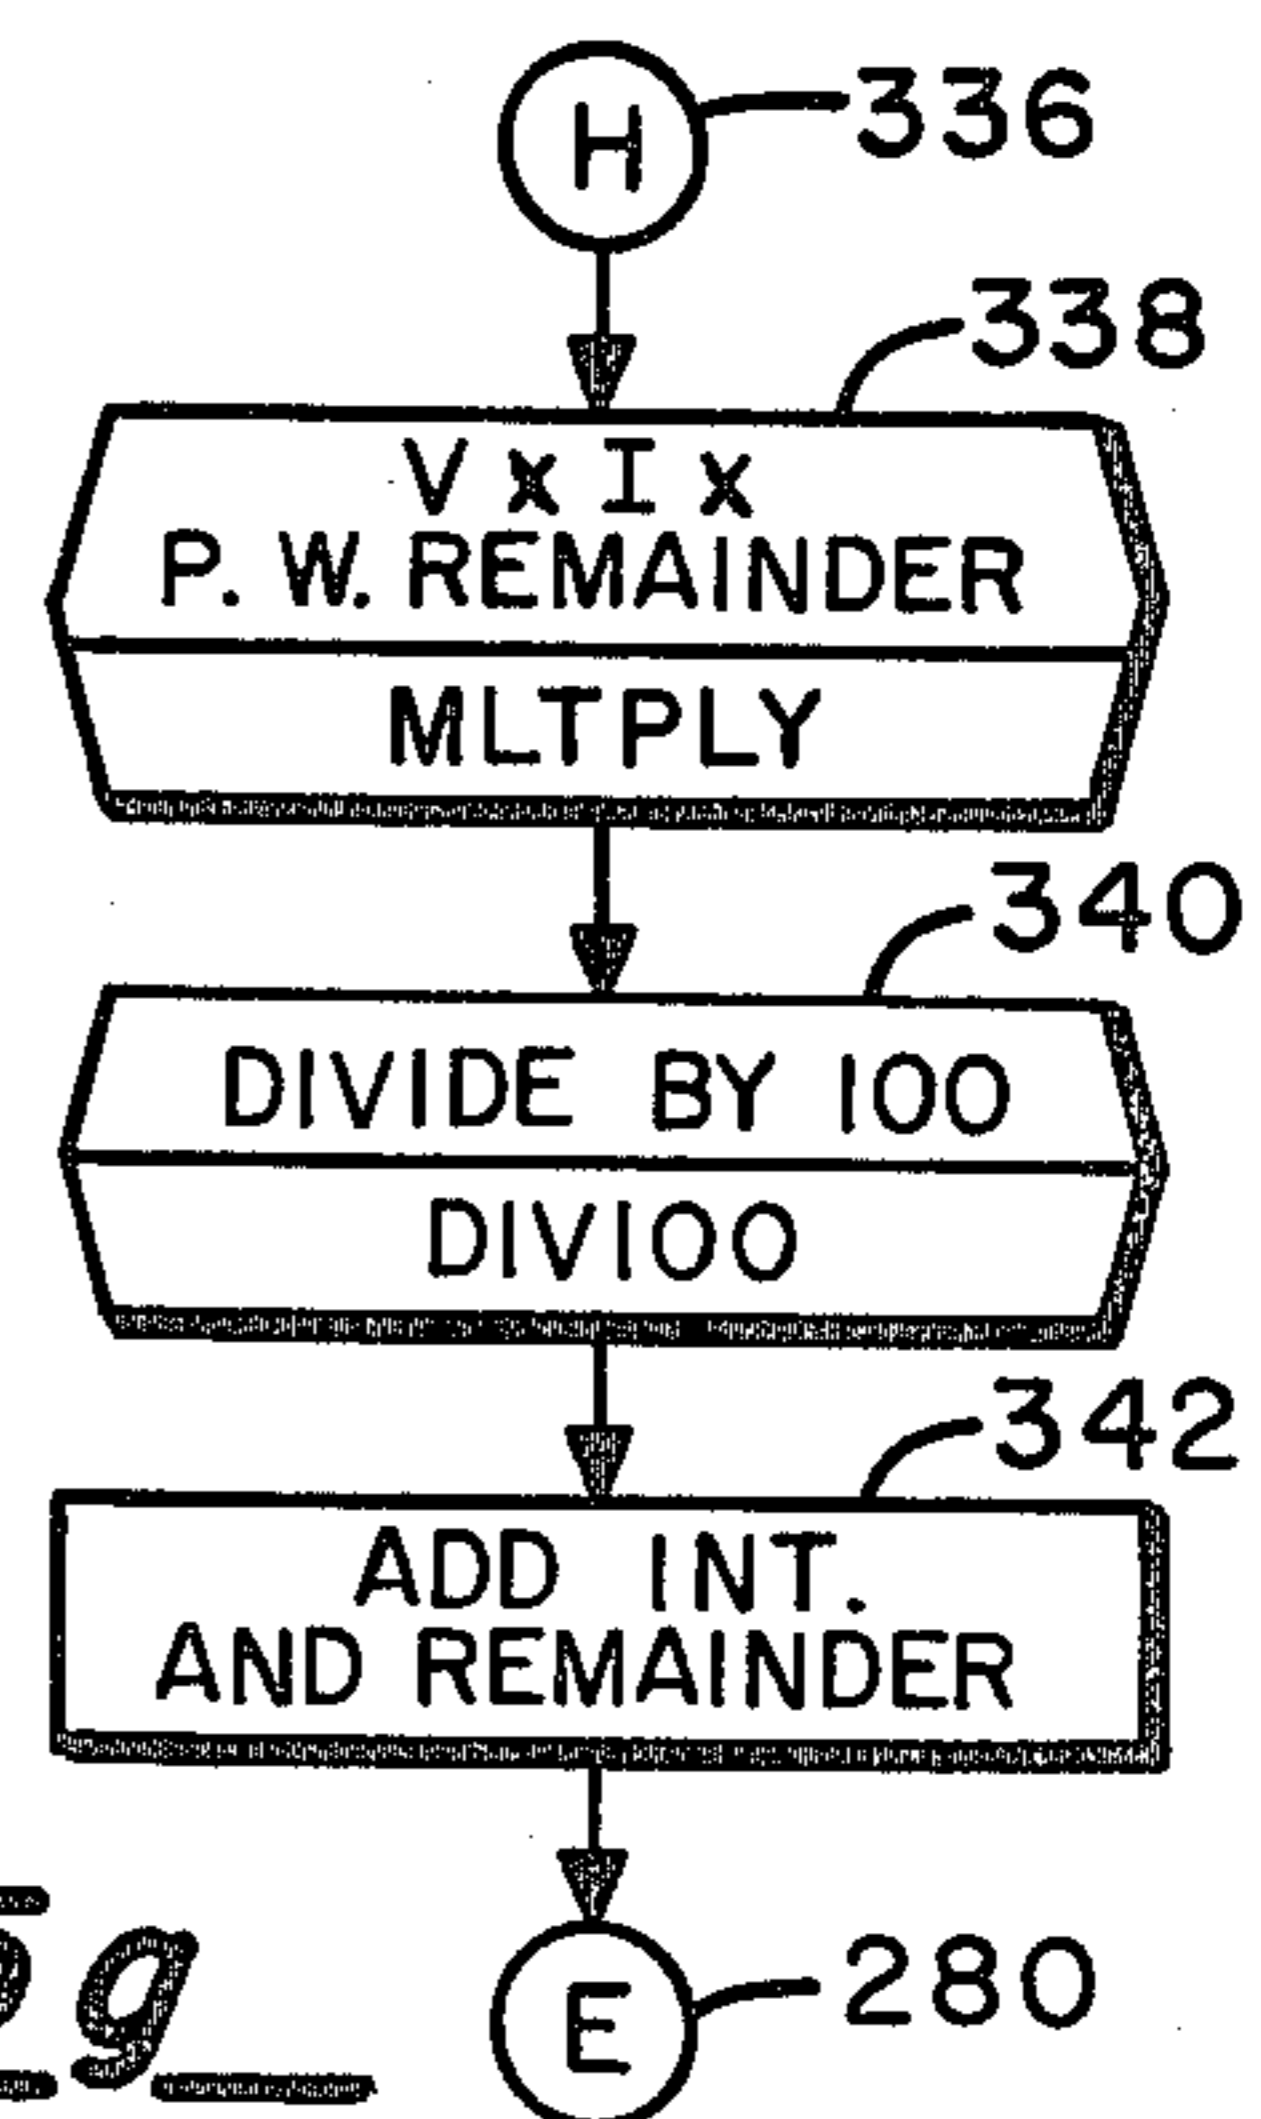 H
336
338
V x I x
P. W. REMAINDER
MLTPLY
340
DIVIDE BY 100
DIV100
342
ADD INT.
AND REMAINDER
g
E
280